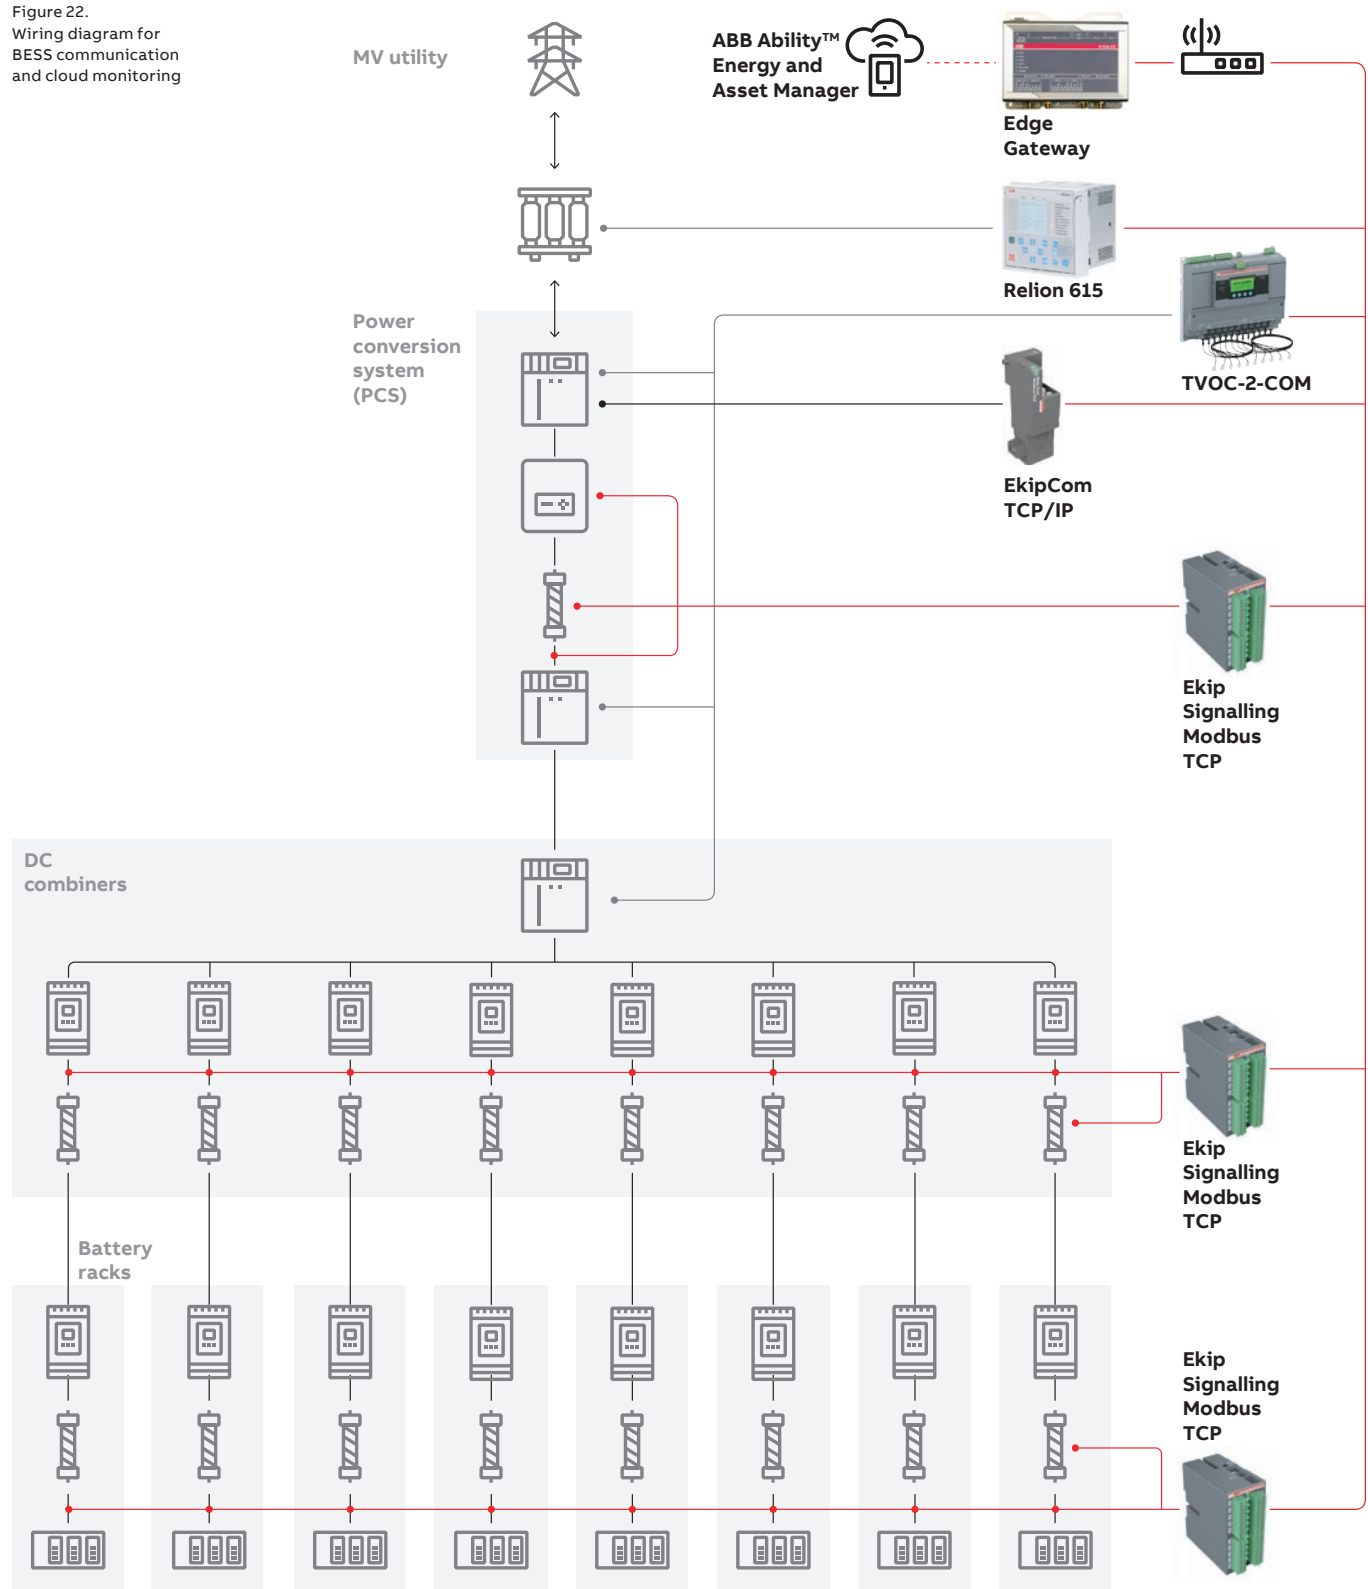 Figure 22.
Wiring diagram for
BESS communication
and cloud monitoring
MV utility
ABB Ability™
Energy and
Asset Manager
Edge
Gateway
Relion 615
TVOC-2-COM
Power
conversion
system
(PCS)
EkipCom
TCP/IP
Ekip
Signalling
Modbus
TCP
DC
combiners
Ekip
Signalling
Modbus
TCP
Battery
racks
Ekip
Signalling
Modbus
TCP